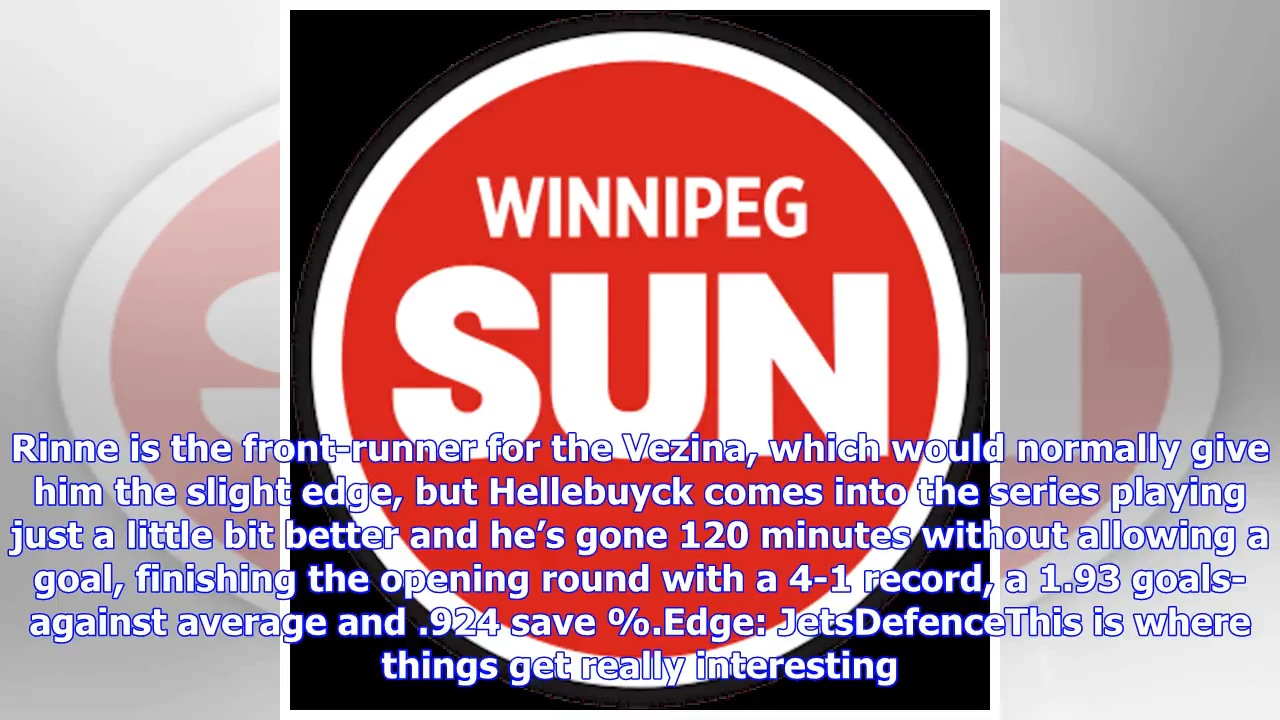 WINNIPEG
SUN
Rinne is the front-runner for the Vezina, which would normally give
him the slight edge, but Hellebuyck comes into the series playing
just a little bit better and he’s gone 120 minutes without allowing a
goal, finishing the opening round with a 4-1 record, a 1.93 goals-
against average and .924 save %.Edge: JetsDefenceThis is where
things get really interesting